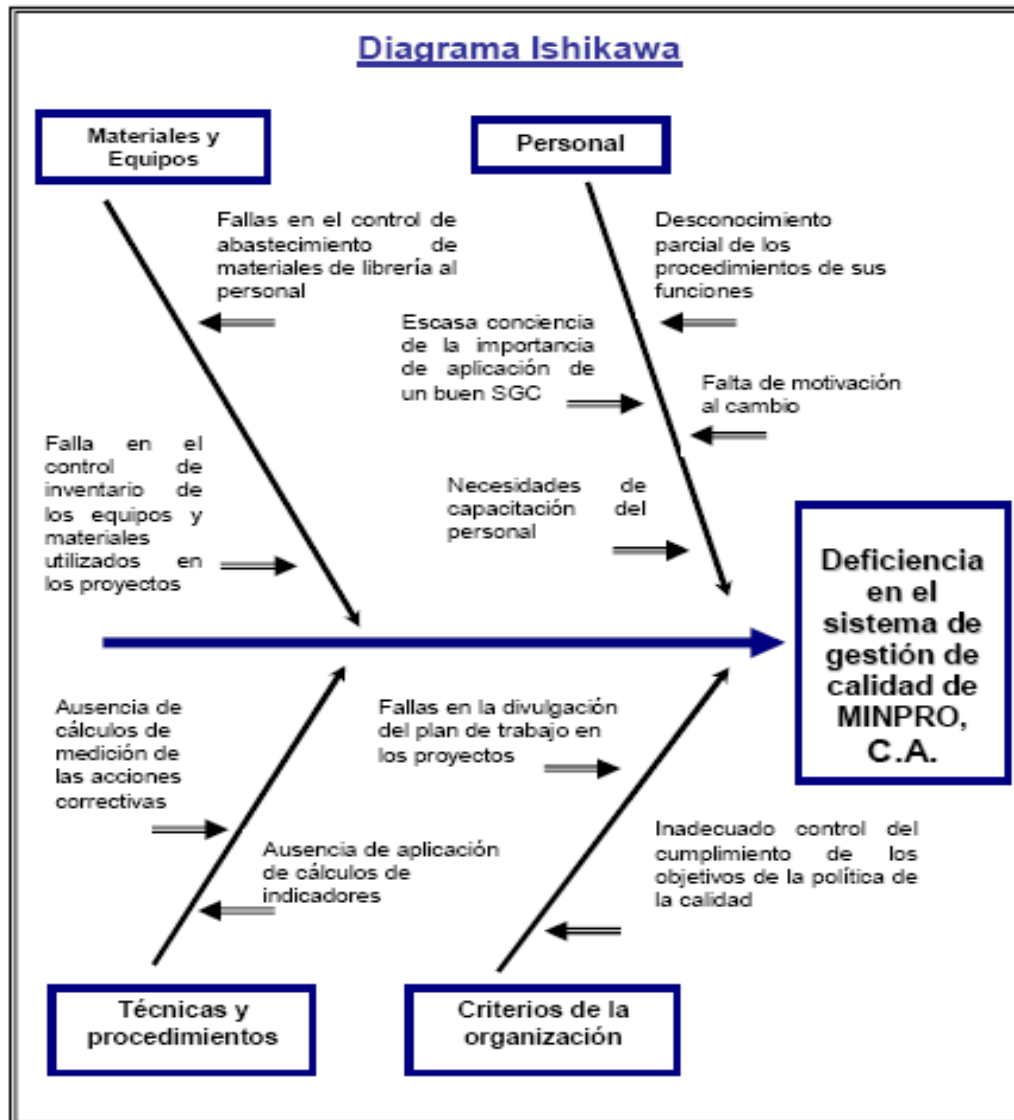 Diagrama Ishikawa
Materiales y
Equipos
Personal
Fallas en el control de
abastecimiento de
materiales de librería al
personal
Desconocimiento
parcial de los
procedimientos de sus
funciones
Escasa conciencia
de la importancia
de aplicación de
un buen SGC
Falta de motivación
al cambio
Falla en el
control de
inventario de
los equipos y
materiales
utilizados en
los proyectos
Necesidades de
capacitación del
personal
Deficiencia
en el
sistema de
gestión de
calidad de
MINPRO,
C.A.
Ausencia de
cálculos de
medición de
las acciones
correctivas
Fallas en la divulgación
del plan de trabajo en
los proyectos
Ausencia de aplicación
de cálculos de
indicadores
Inadecuado control del
cumplimiento de los
objetivos de la política de
la calidad
Técnicas y
procedimientos
Criterios de la
organización